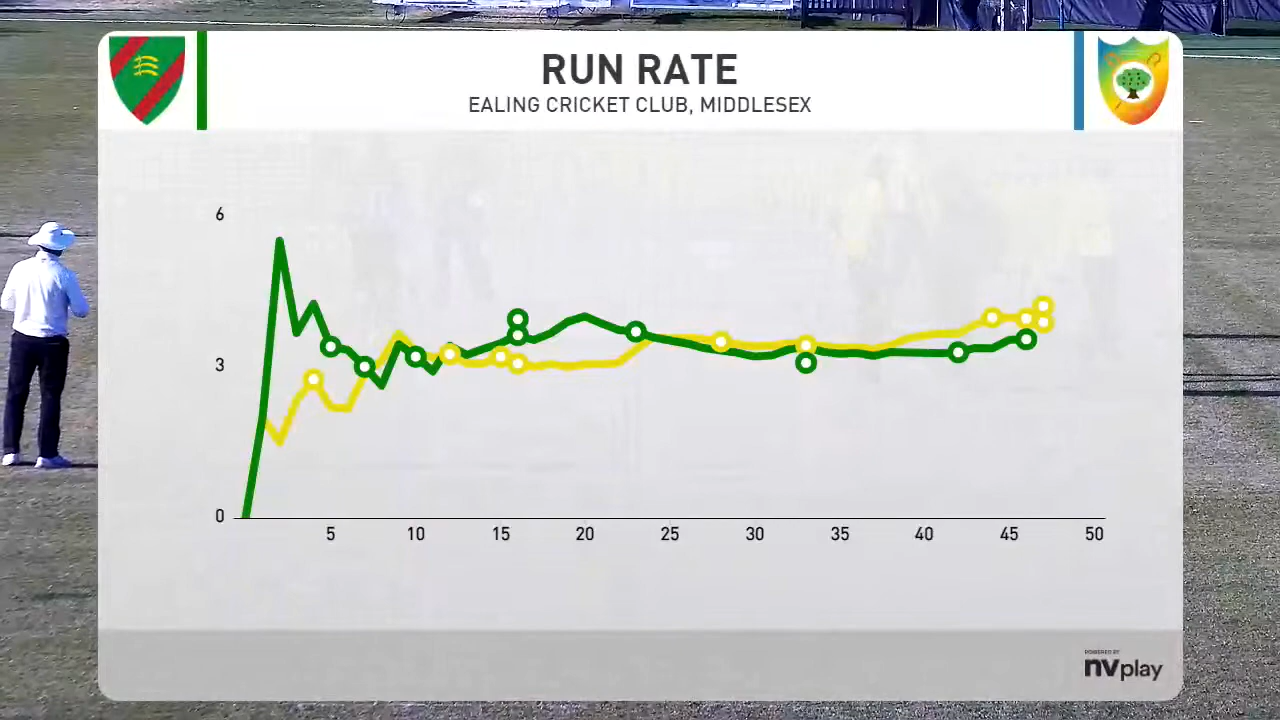 RUN RATE
EALING CRICKET CLUB, MIDDLESEX
6
3
0
5 10 15 20 25 30 35 40 45 50
POWERED BY
nvplay